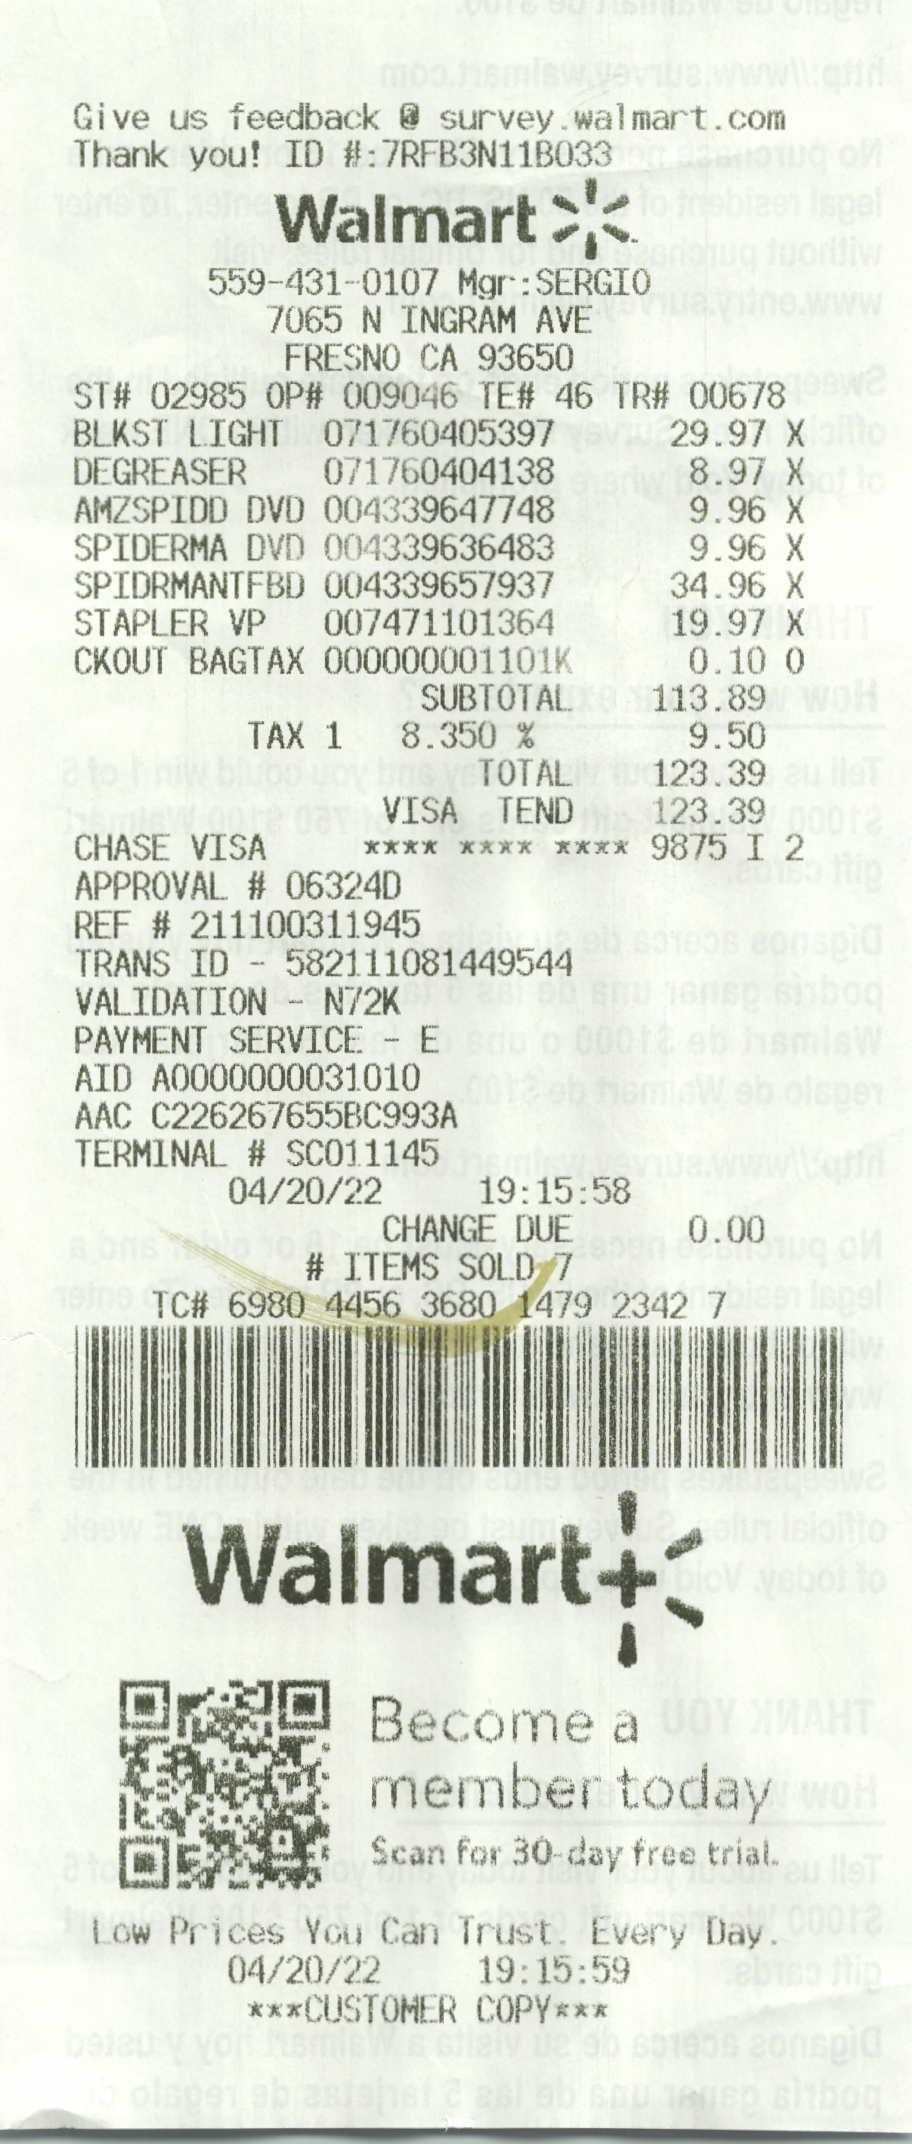 Give us feedback @ survey.walmart.com
Thank you! ID #:7RFB3N11B033
Walmart
559-431-0107 Mgr:SERGIO
7065 N INGRAM AVE
FRESNO CA 93650
ST# 02985 OP# 009046 TE# 46 TR# 00678
BLKST LIGHT 071760405397 29.97 X
DEGREASER 071760404138 8.97 X
AMZSPIDD DVD 004339647748 9.96 X
SPIDERMA DVD 004339636483 9.96 X
SPIDRMANTFBD 004339657937 34.96 X
STAPLER VP 007471101364 19.97 X
CKOUT BAGTAX 000000001101K 0.10 O
SUBTOTAL 113.89
TAX 1 8.350 % 9.50
TOTAL 123.39
VISA TEND 123.39
CHASE VISA **** **** **** 9875 I 2
APPROVAL # 06324D
REF # 211100311945
TRANS ID - 582111081449544
VALIDATION - N72K
PAYMENT SERVICE - E
AID A0000000031010
AAC C226267655BC993A
TERMINAL # SC011145
04/20/22 19:15:58
CHANGE DUE 0.00
# ITEMS SOLD 7
TC# 6980 4456 3680 1479 2342 7
Walmart+
Become a
member today
Scan for 30-day free trial.
Low Prices You Can Trust. Every Day.
04/20/22 19:15:59
***CUSTOMER COPY***